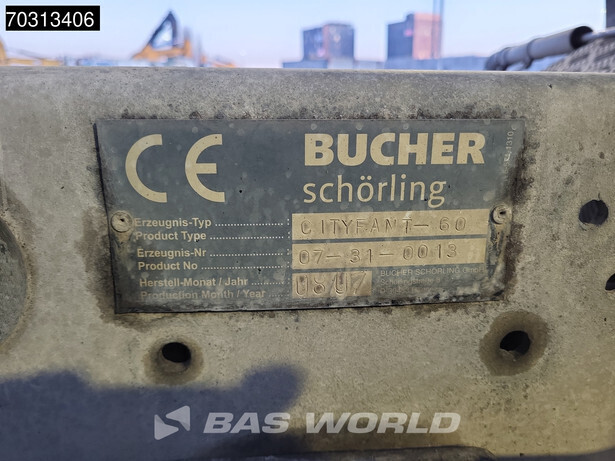 70313406
CE BUCHER
schörling
Erzeugnis-Typ CITYFANT-60
Product Type
Erzeugnis-Nr 07-31-0013
Product No
Herstell-Monat / Jahr 06/07
Production Month / Year
BUCHER SCHÖRLING GmbH
BAS WORLD